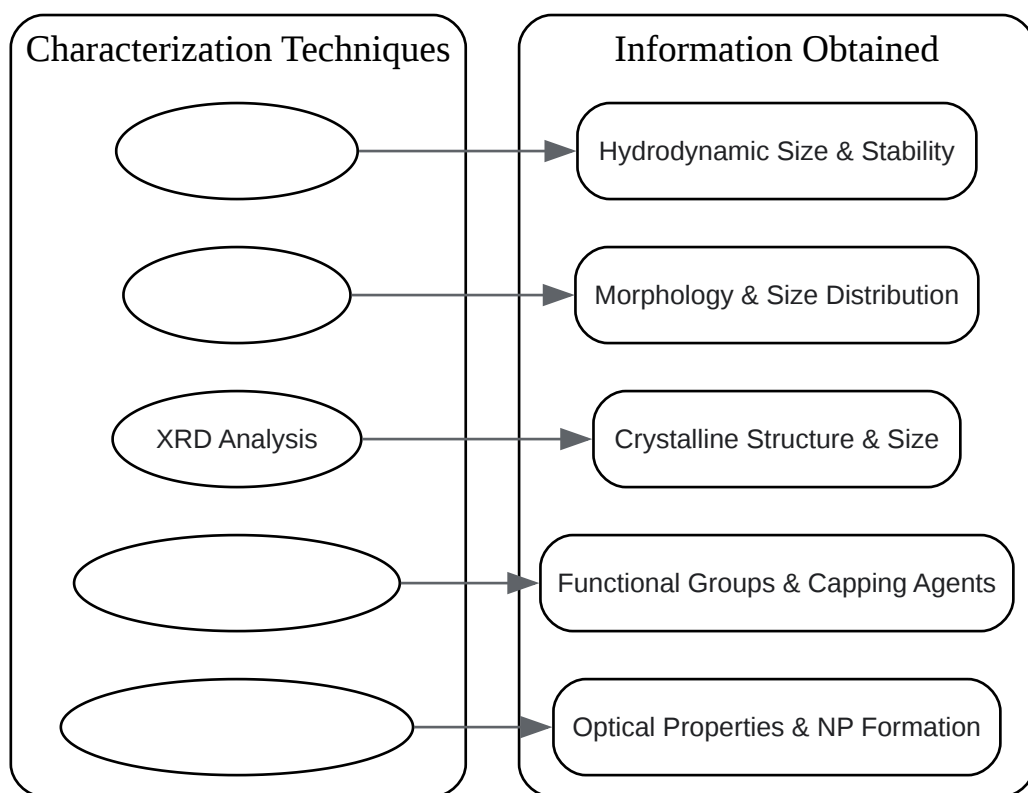 Characterization Techniques
Information Obtained
Hydrodynamic Size & Stability
Morphology & Size Distribution
XRD Analysis
Crystalline Structure & Size
Functional Groups & Capping Agents
Optical Properties & NP Formation